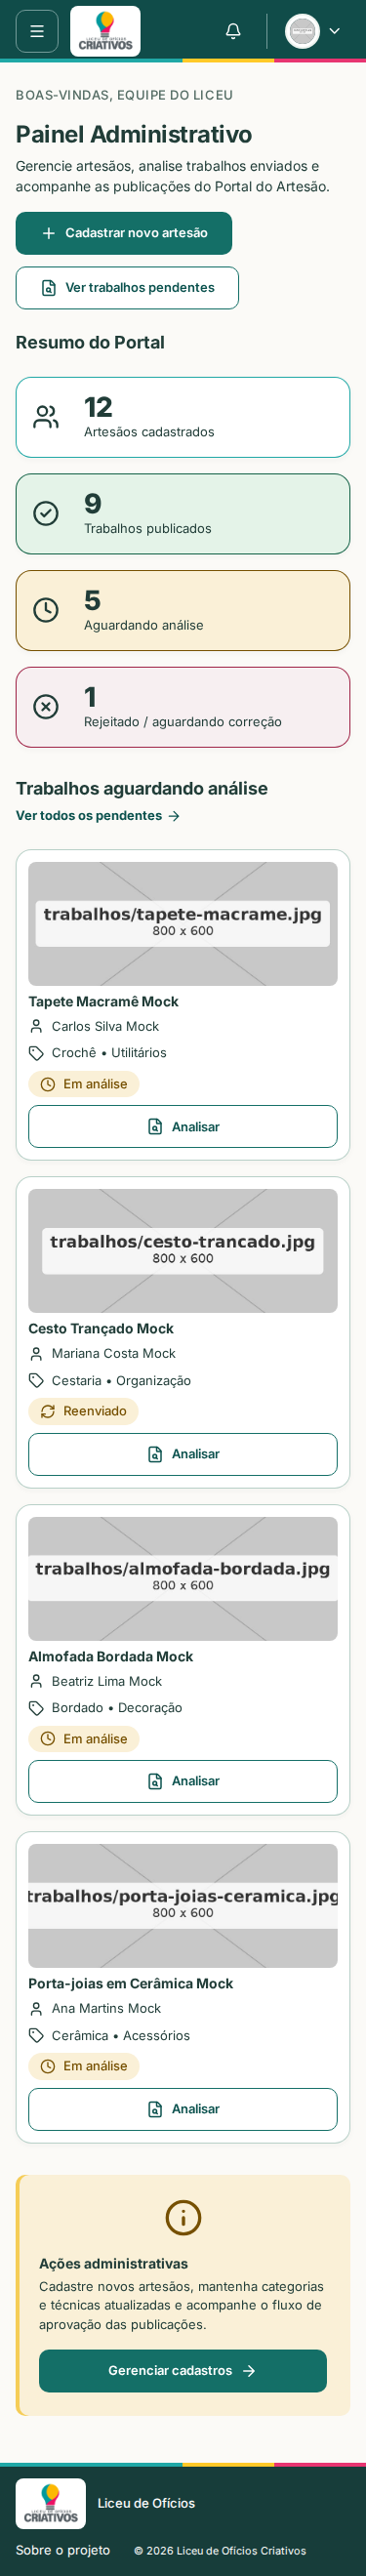 LICEU DE OFÍCIOS
CRIATIVOS
BOAS-VINDAS, EQUIPE DO LICEU
Painel Administrativo
Gerencie artesãos, analise trabalhos enviados e
acompanhe as publicações do Portal do Artesão.
Cadastrar novo artesão
Ver trabalhos pendentes
Resumo do Portal
12
Artesãos cadastrados
9
Trabalhos publicados
5
Aguardando análise
1
Rejeitado / aguardando correção
Trabalhos aguardando análise
Ver todos os pendentes
trabalhos/tapete-macrame.jpg
800 x 600
Tapete Macramê Mock
Carlos Silva Mock
Crochê • Utilitários
Em análise
Analisar
trabalhos/cesto-trancado.jpg
800 x 600
Cesto Trançado Mock
Mariana Costa Mock
Cestaria • Organização
Reenviado
Analisar
trabalhos/almofada-bordada.jpg
800 x 600
Almofada Bordada Mock
Beatriz Lima Mock
Bordado • Decoração
Em análise
Analisar
trabalhos/porta-joias-ceramica.jpg
800 x 600
Porta-joias em Cerâmica Mock
Ana Martins Mock
Cerâmica • Acessórios
Em análise
Analisar
Ações administrativas
Cadastre novos artesãos, mantenha categorias
e técnicas atualizadas e acompanhe o fluxo de
aprovação das publicações.
Gerenciar cadastros
LICEU DE OFÍCIOS
CRIATIVOS
Liceu de Ofícios
Sobre o projeto
© 2026 Liceu de Ofícios Criativos